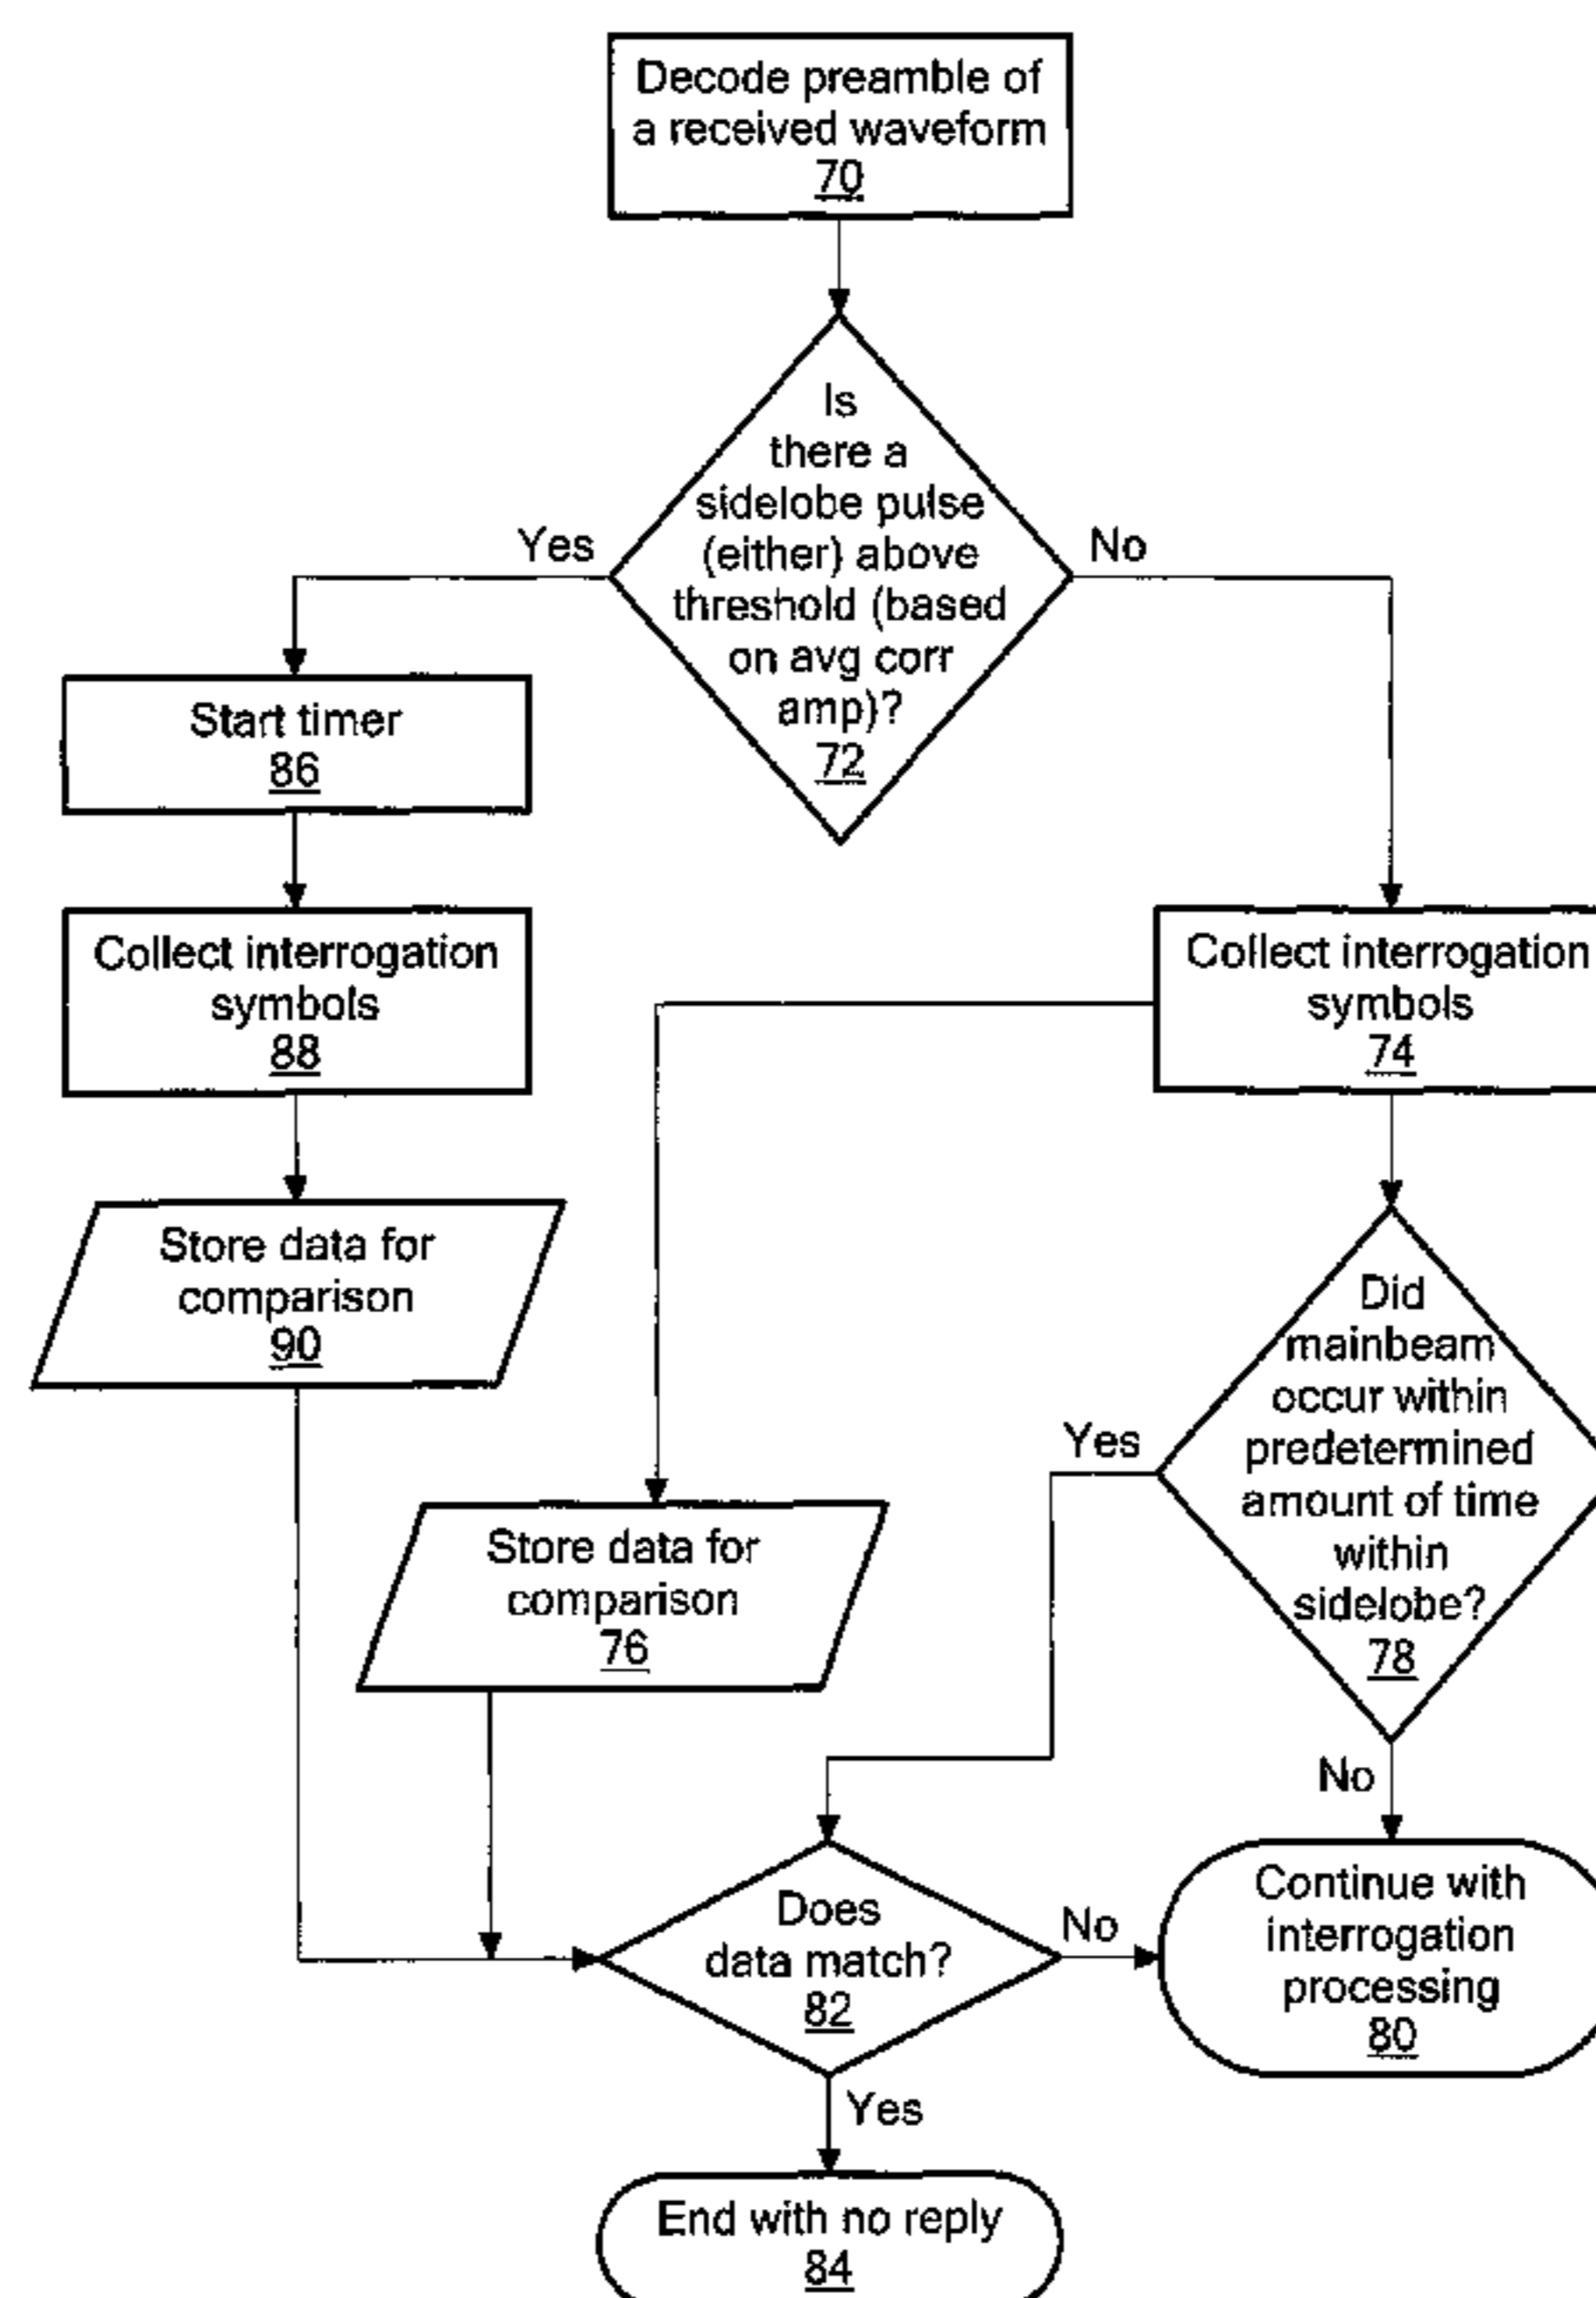 Decode preamble of
a received waveform
70
Is
there a
sidelobe pulse
(either) above
threshold (based
on avg corr
amp)?
72
Yes
No
Start timer
86
Collect interrogation
symbols
88
Collect interrogation
symbols
74
Store data for
comparison
90
Did
mainbeam
occur within
predetermined
amount of time
within
sidelobe?
78
Yes
No
Store data for
comparison
76
Does
data match?
82
No
Yes
Continue with
interrogation
processing
80
End with no reply
84